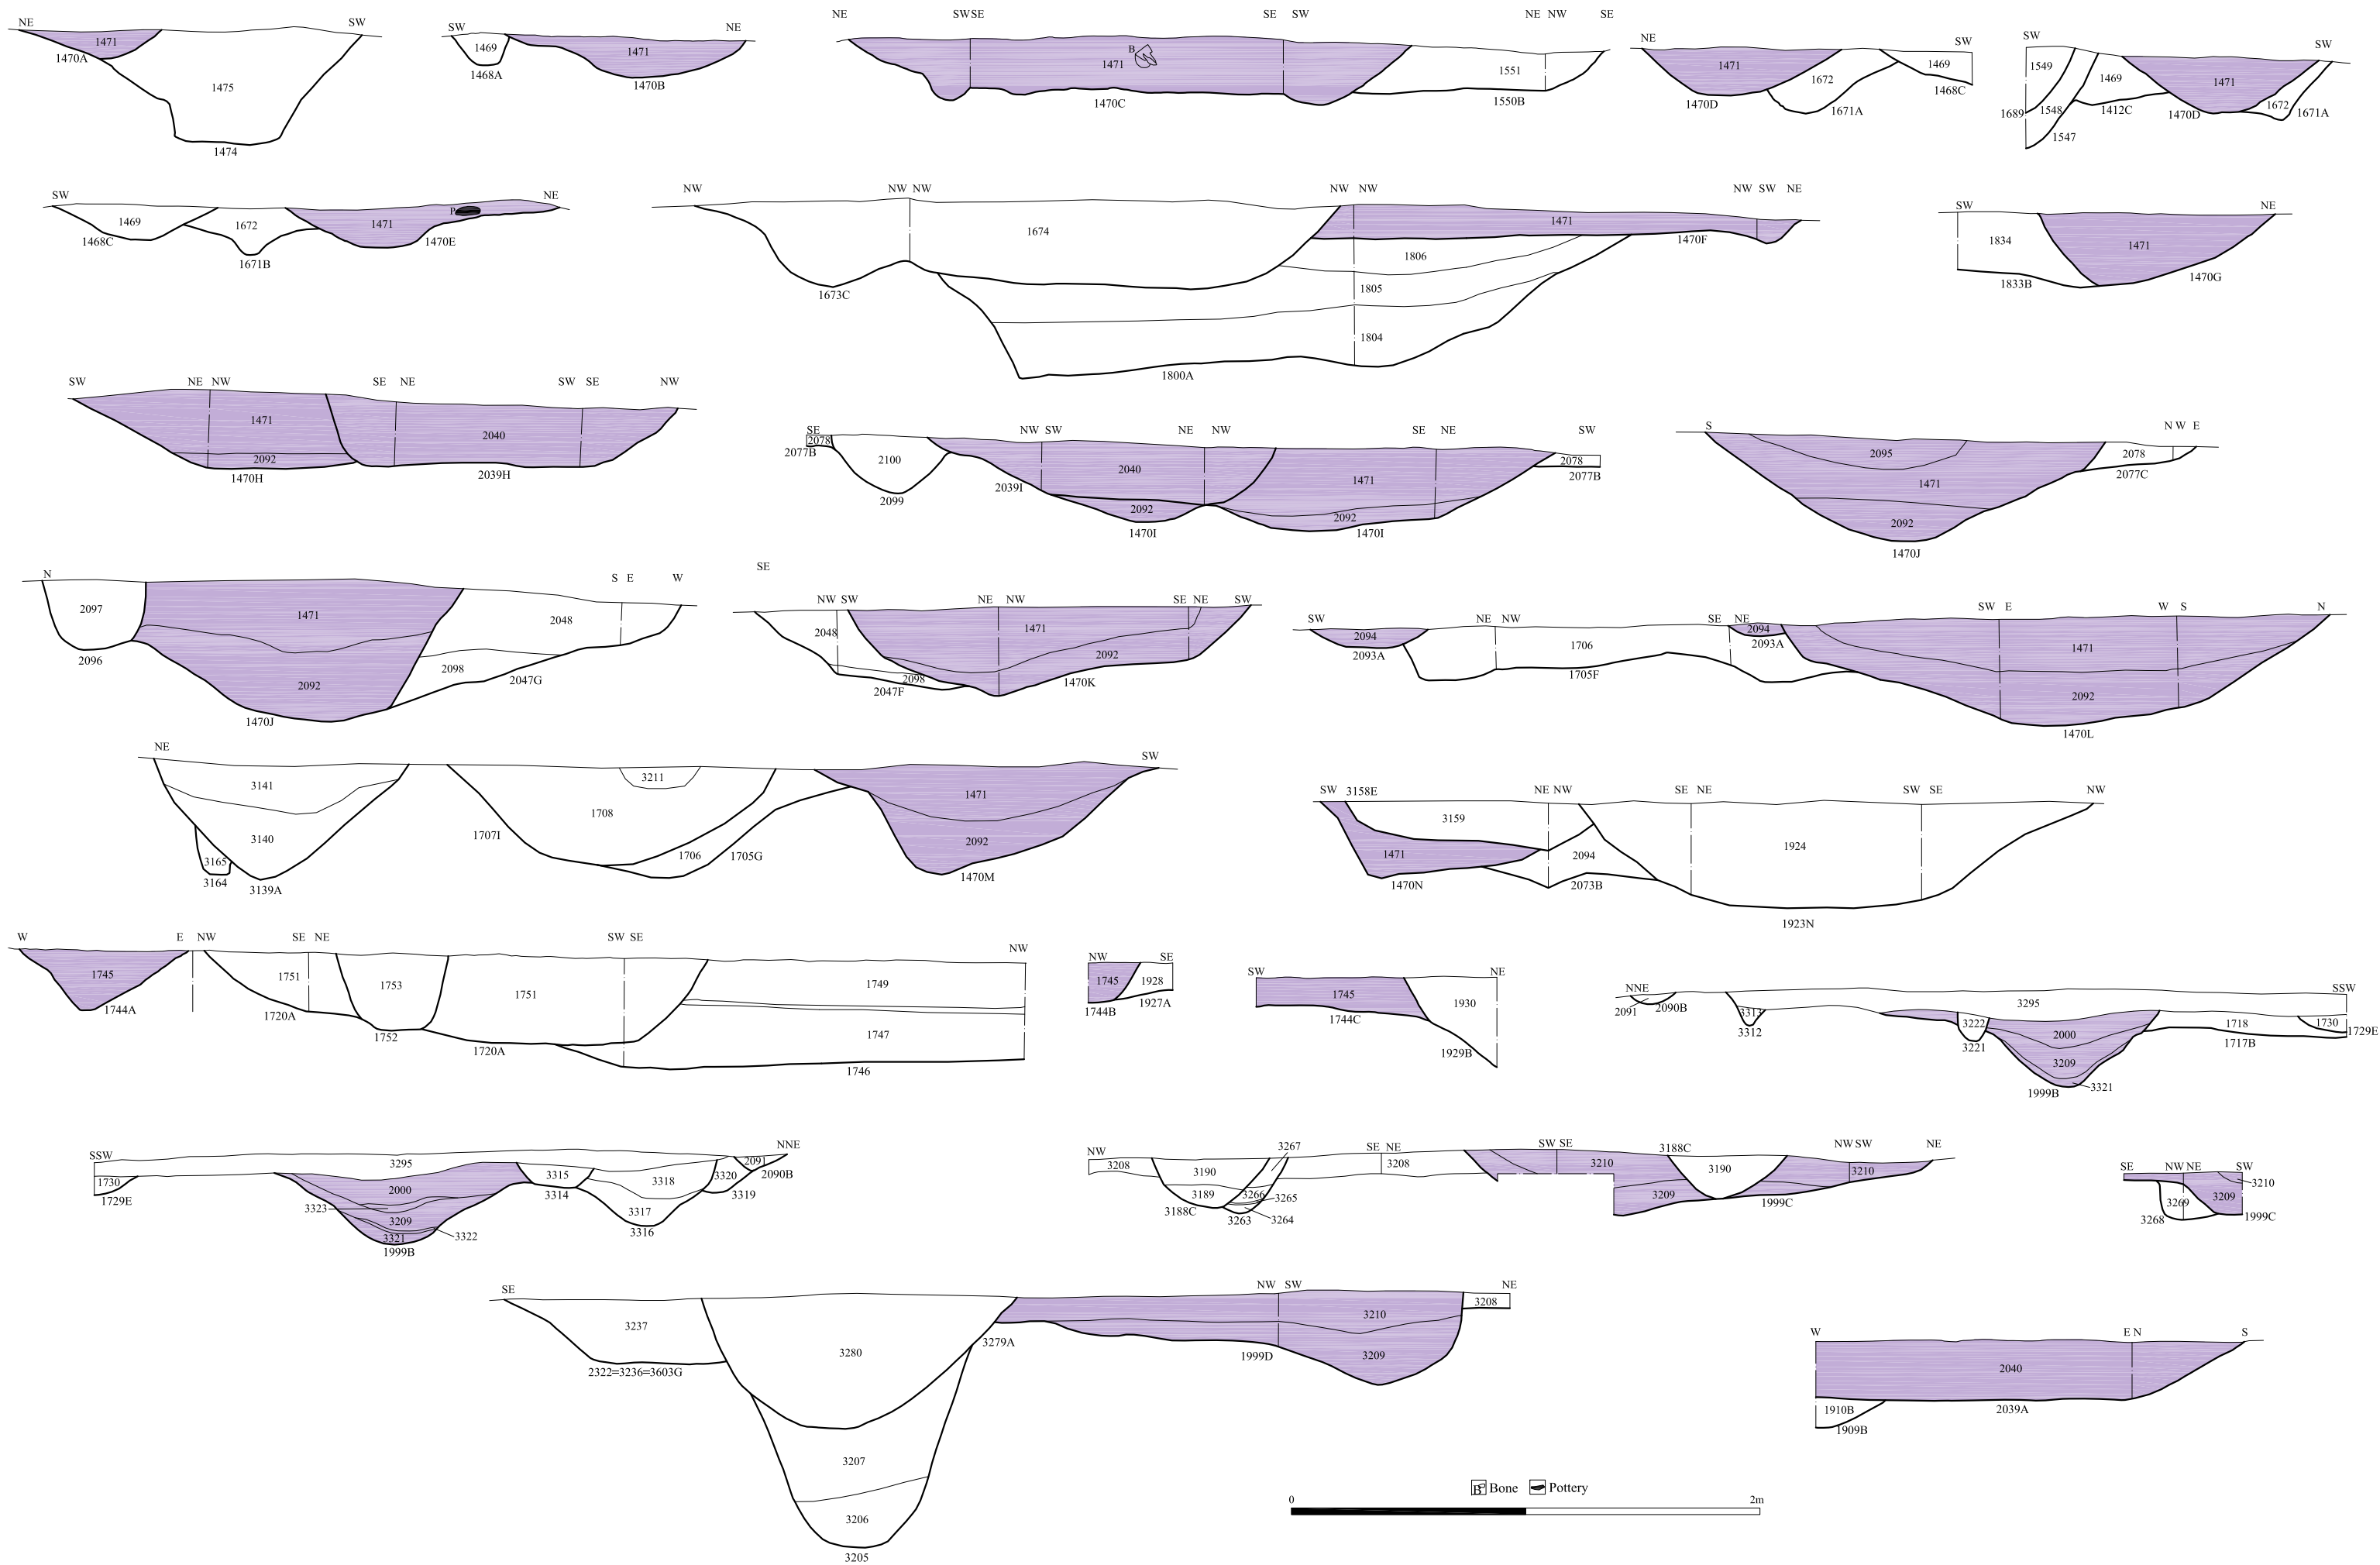 NE SW
1471
1470A
1475
1474
SW NE
1469 1471
1468A 1470B
NE SW SE SE SW NE NW SE
B
1471 1551
1470C 1550B
NE SW
1471 1672 1469
1470D 1671A 1468C
SW SW
1549 1469 1471
1689 1548 1412C 1470D 1672 1671A
1547
SW NE
1469 1672 1471 P
1468C 1671B 1470E
NW NW NW NW NW NW SW NE
1674 1471
1806 1470F
1673C 1805
1804
1800A
SW NE
1834 1471
1833B 1470G
SW NE NW SE NE SW SE NW
1471 2040
2092
1470H 2039H
SE NW SW NE NW SE NE SW
2078 2100 2040 1471 2078
2077B 2099 2039I 2092 2092 2077B
1470I 1470I
S N W E
2095 2078
1471 2077C
2092
1470J
N S E W
2097 1471 2048
2096 2092 2098 2047G
1470J
SE
NW SW NE NW SE NE SW
2048 1471
2092
2098
2047F 1470K
SW NE NW SE NE SW E W S N
2094 1706 2094 1471
2093A 1705F 2093A 2092
1470L
NE SW
3141 3211 1471
3140 1708
1707I 1706 1705G 2092
3165
3164 3139A 1470M
SW 3158E NE NW SE NE SW SE NW
3159 1924
1471 2094
1470N 2073B
1923N
W E NW SE NE SW SE NW
1745 1751 1753 1751 1749
1744A 1720A 1747
1752 1720A 1746
NW SE
1745 1928
1744B 1927A
SW NE
1745 1930
1744C 1929B
NNE SSW
2091 2090B 3313 3295
3312 3222 2000 1718 1730 1729E
3221 3209 1717B
1999B 3321
SSW NNE
3295 2091
1730 3315 3318 3320 2090B
1729E 2000 3314 3319
3323 3209 3317
3321 3322 3316
1999B
NW 3267 SE NE SW SE 3188C NW SW NE
3208 3190 3208 3210 3190 3210
3189 3266 3265 3209
3188C 3263 3264 1999C
SE NW NE SW
3210
3269 3209
3268 1999C
SE NW SW NE
3237 3210 3208
3280 3279A
2322=3236=3603G 1999D 3209
3207
3206
3205
W E N S
2040
1910B 2039A
1909B
B Bone Pottery
0 2m